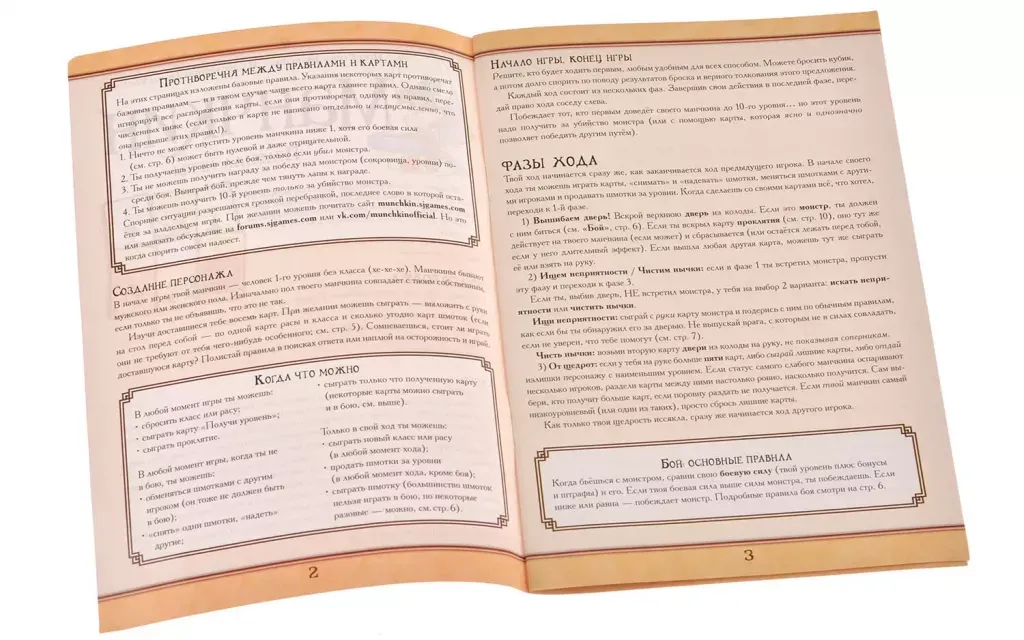 Противоречия между правилами и картами
На этих страницах изложены базовые правила. Указания некоторых карт противоречат
базовым правилам — и в таком случае чаще всего карта главнее правил. Однако смело
игнорируй все распоряжения карты, если они противоречат одному из правил, пере-
численных ниже (если только в карте не написано отдельно и недвусмысленно, что
она превыше этих правил!).
1. Ничто не может опустить уровень манчкина ниже 1, хотя его боевая сила
(см. стр. 6) может быть нулевой и даже отрицательной.
2. Ты получаешь уровень после боя, только если убил монстра.
3. Ты не можешь получить награду за победу над монстром (сокровища, уровни) по-
среди боя. Выиграй бой, прежде чем тянуть лапы к награде.
4. Ты можешь получить 10-й уровень только за убийство монстра.
Спорные ситуации разрешаются громкой перебранкой, последнее слово в которой оста-
ётся за владельцем игры. При желании можешь почитать сайт munchkin.sjgames.com
или завязать обсуждение на forums.sjgames.com или vk.com/munchkinofficial. Но это
когда спорить совсем надоест.
Создание персонажа
В начале игры твой манчкин — человек 1-го уровня без класса (хе-хе-хе). Манчкины бывают
мужского или женского пола. Изначально пол твоего манчкина совпадает с твоим собственным,
если только ты не объявишь, что это не так.
Изучи доставшиеся тебе восемь карт. При желании можешь сыграть — выложить с руки
на стол перед собой — по одной карте расы и класса и сколько угодно карт шмоток (если
они не требуют от тебя чего-нибудь особенного; см. стр. 5). Сомневаешься, стоит ли играть
доставшуюся карту? Полистай правила в поисках ответа или наплюй на осторожность и играй.
Когда что можно
В любой момент игры ты можешь:
• сбросить класс или расу;
• сыграть карту «Получи уровень»;
• сыграть проклятие.
В любой момент игры, когда ты не
в бою, ты можешь:
• обменяться шмотками с другим
игроком (он тоже не должен быть
в бою);
• «снять» одни шмотки, «надеть»
другие;
• сыграть только что полученную карту
(некоторые карты можно сыграть
и в бою, см. выше).
Только в свой ход ты можешь:
• сыграть новый класс или расу
(в любой момент хода);
• продать шмотки за уровни
(в любой момент хода, кроме боя);
• сыграть шмотку (большинство шмоток
нельзя играть в бою, но некоторые
разовые — можно, см. стр. 6).
2
Начало игры, конец игры
Решите, кто будет ходить первым, любым удобным для всех способом. Можете бросить кубик,
а потом долго спорить по поводу результатов броска и верного толкования этого предложения.
Каждый ход состоит из нескольких фаз. Завершив свои действия в последней фазе, пере-
дай право хода соседу слева.
Побеждает тот, кто первым доведёт своего манчкина до 10-го уровня... но этот уровень
надо получить за убийство монстра (или с помощью карты, которая ясно и однозначно
позволяет победить другим путём).
Фазы хода
Твой ход начинается сразу же, как заканчивается ход предыдущего игрока. В начале своего
хода ты можешь играть карты, «снимать» и «надевать» шмотки, меняться шмотками с други-
ми игроками и продавать шмотки за уровни. Когда сделаешь со своими картами всё, что хотел,
переходи к 1-й фазе.
1) Вышибаем дверь! Вскрой верхнюю дверь из колоды. Если это монстр, ты должен
с ним биться (см. «Бой», стр. 6). Если ты вскрыл карту проклятия (см. стр. 10), оно тут же
действует на твоего манчкина (если может) и сбрасывается (или остаётся лежать перед тобой,
если у него длительный эффект). Если вышла любая другая карта, можешь тут же сыграть
её или взять на руку.
2) Ищем неприятности / Чистим нычки: если в фазе 1 ты встретил монстра, пропусти
эту фазу и переходи к фазе 3.
Если ты, выбив дверь, НЕ встретил монстра, у тебя на выбор 2 варианта: искать непри-
ятности или чистить нычки.
Ищи неприятности: сыграй с руки карту монстра и подерись с ним по обычным правилам,
как если бы ты обнаружил его за дверью. Не выпускай врага, с которым не в силах совладать,
если не уверен, что тебе помогут (см. стр. 7).
Чисть нычки: возьми вторую карту двери из колоды на руку, не показывая соперникам.
3) От щедрот: если у тебя на руке больше пяти карт, либо сыграй лишние карты, либо отдай
излишки персонажу с наименьшим уровнем. Если статус самого слабого манчкина оспаривают
несколько игроков, раздели карты между ними настолько ровно, насколько получится. Сам вы-
бери, кто получит больше карт, если поровну раздать не получается. Если твой манчкин самый
низкоуровневый (или один из таких), просто сбрось лишние карты.
Как только твоя щедрость иссякла, сразу же начинается ход другого игрока.
Бой: основные правила
Когда бьёшься с монстром, сравни свою боевую силу (твой уровень плюс бонусы
и штрафы) и его. Если твоя боевая сила выше силы монстра, ты побеждаешь. Если
ниже или равна — побеждает монстр. Подробные правила боя смотри на стр. 6.
3